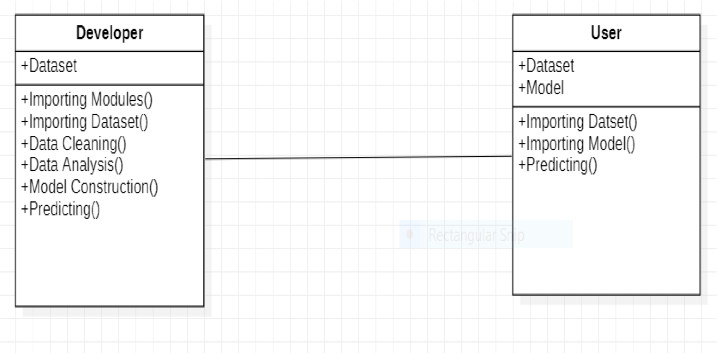 Developer
+Dataset
+Importing Modules()
+Importing Dataset()
+Data Cleaning()
+Data Analysis()
+Model Construction()
+Predicting()
User
+Dataset
+Model
+Importing Datset()
+Importing Model()
+Predicting()
Rectangular Snip